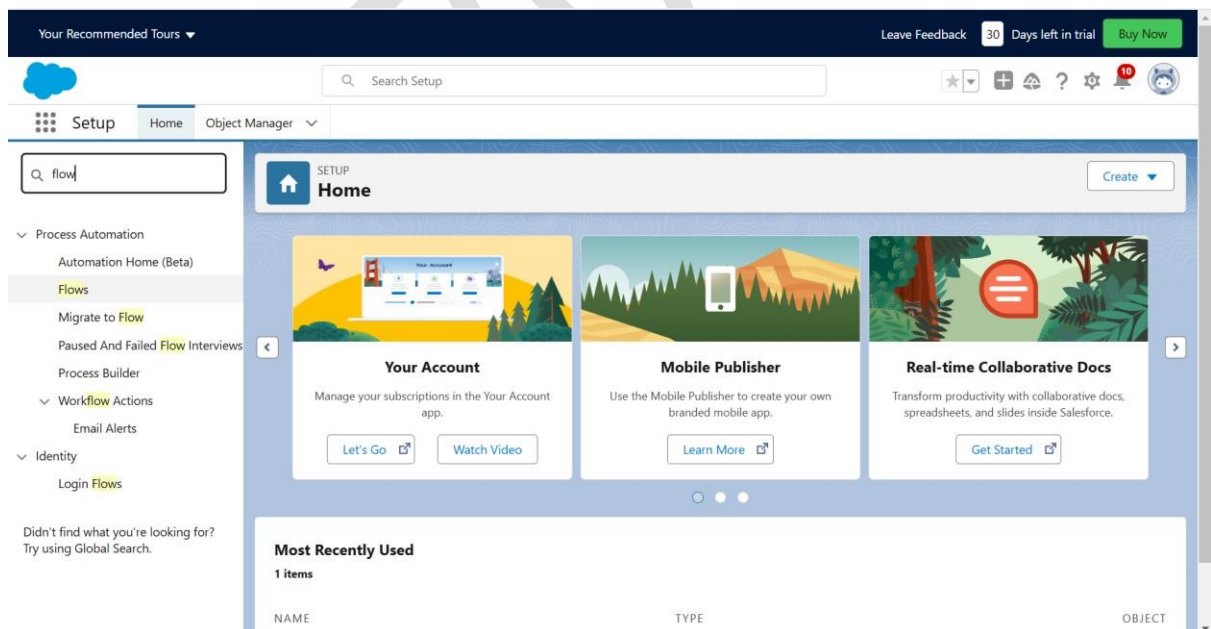 Your Recommended Tours
Leave Feedback 30 Days left in trial Buy Now
Search Setup
10
Setup Home Object Manager
flow
Process Automation
Automation Home (Beta)
Flows
Migrate to Flow
Paused And Failed Flow Interviews
Process Builder
Workflow Actions
Email Alerts
Identity
Login Flows
Didn't find what you're looking for?
Try using Global Search.
SETUP
Home
Create
Your Account
Your Account
Manage your subscriptions in the Your Account
app.
Let's Go Watch Video
Mobile Publisher
Use the Mobile Publisher to create your own
branded mobile app.
Learn More
Real-time Collaborative Docs
Transform productivity with collaborative docs,
spreadsheets, and slides inside Salesforce.
Get Started
Most Recently Used
1 items
NAME TYPE OBJECT